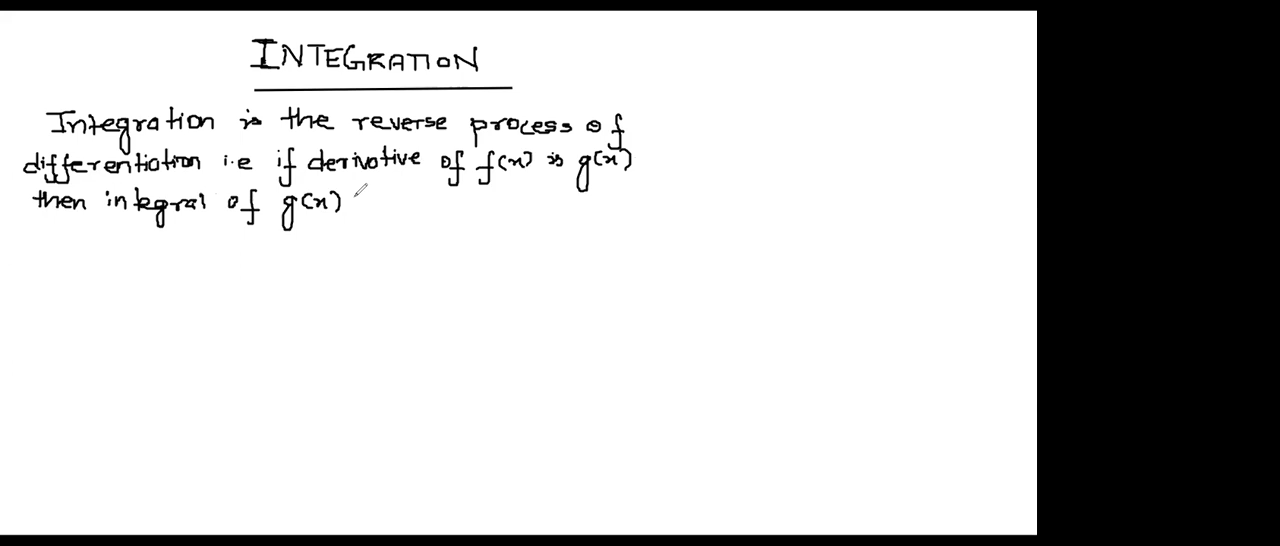 INTEGRATION
Integration is the reverse process of
differentiation i.e if derivative of f(x) is g(x)
then integral of g(x)